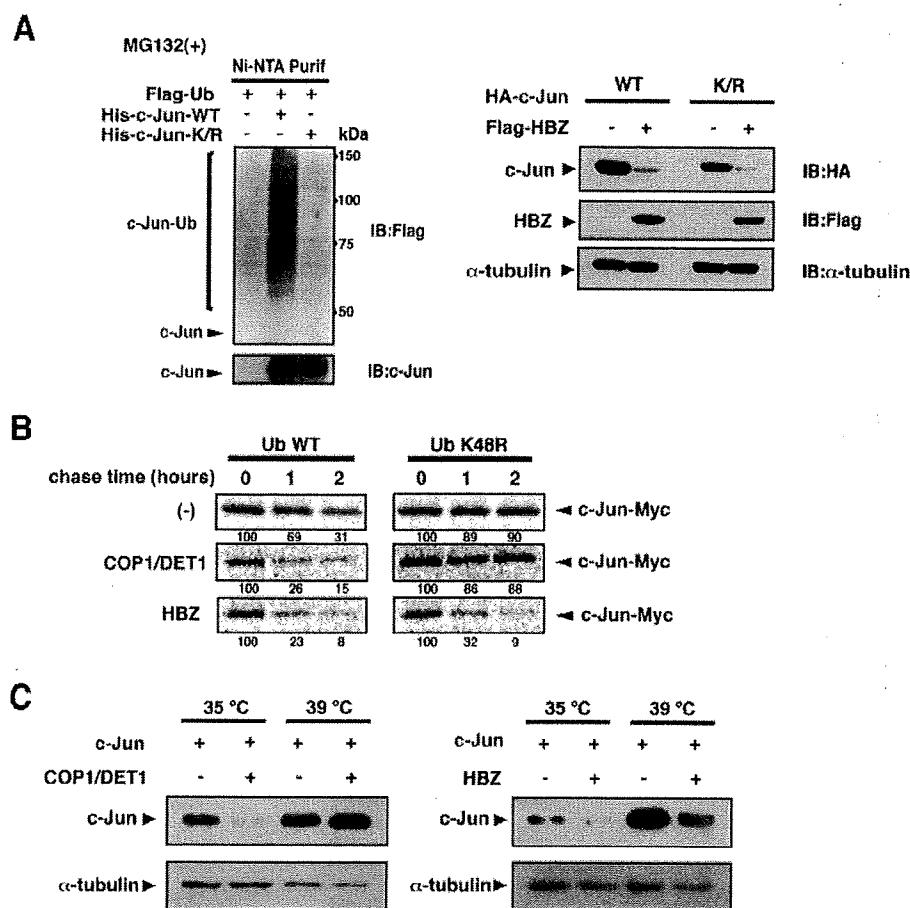 A
MG132(+)
Ni-NTA Purif
Flag-Ub + + +
His-c-Jun-WT - + -
His-c-Jun-K/R - - + kDa
150
100
c-Jun-Ub
75
IB:Flag
50
c-Jun
c-Jun IB:c-Jun
HA-c-Jun WT K/R
Flag-HBZ - + - +
c-Jun IB:HA
HBZ IB:Flag
α-tubulin IB:α-tubulin
B
Ub WT Ub K48R
chase time (hours) 0 1 2 0 1 2
(-) c-Jun-Myc
100 69 31 100 89 90
COP1/DET1 c-Jun-Myc
100 26 15 100 86 88
HBZ c-Jun-Myc
100 23 8 100 32 9
C
35 °C 39 °C
c-Jun + + + +
COP1/DET1 - + - +
c-Jun
α-tubulin
35 °C 39 °C
c-Jun + + + +
HBZ - + - +
c-Jun
α-tubulin